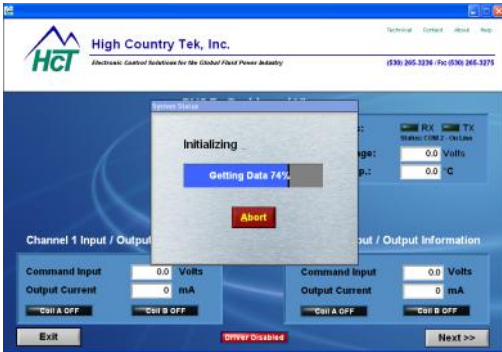 Technical Contact About Help
HCT
High Country Tek, Inc.
Electronic Control Solutions for the Global Fluid Power Industry
(530) 265-3236 / Fx: (530) 265-3275
System Status
RX TX
Status: COM 2 - On Line
Initializing _
0.0 Volts
Getting Data 74%
0.0 °C
Abort
Channel 1 Input / Output
Output Information
Command Input 0.0 Volts
Command Input 0.0 Volts
Output Current 0 mA
Output Current 0 mA
Coil A OFF
Coil B OFF
Coil A OFF
Coil B OFF
Exit
Driver Disabled
Next >>